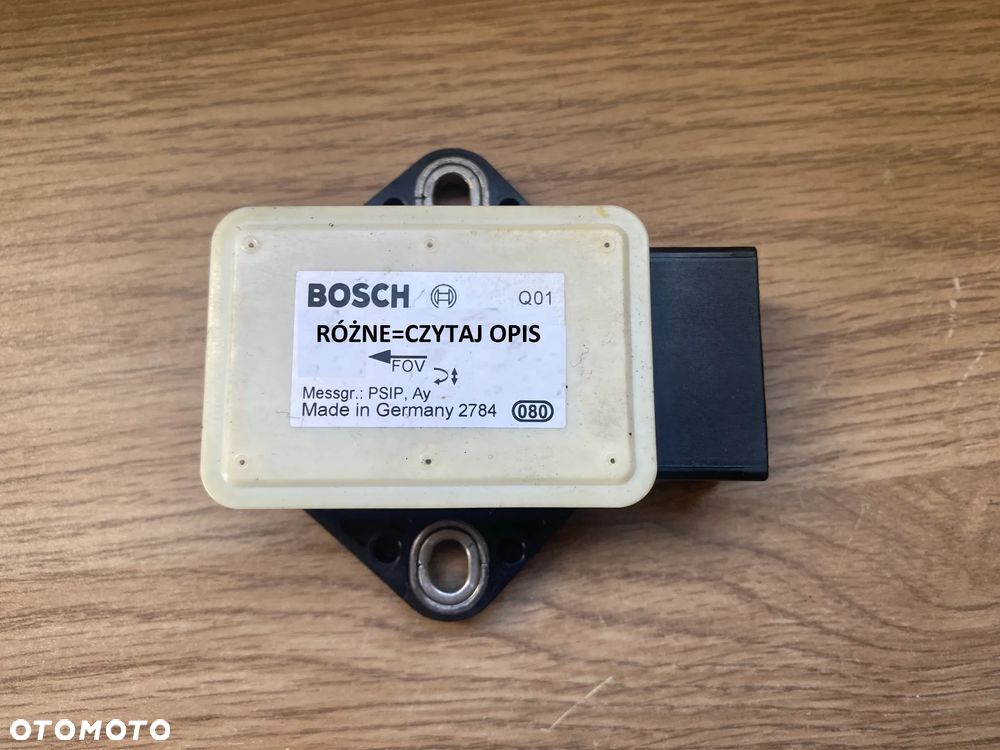 BOSCH Q01
RÓŻNE=CZYTAJ OPIS
FOV
Messgr.: PSIP, Ay
Made in Germany 2784 080
OTOMOTO